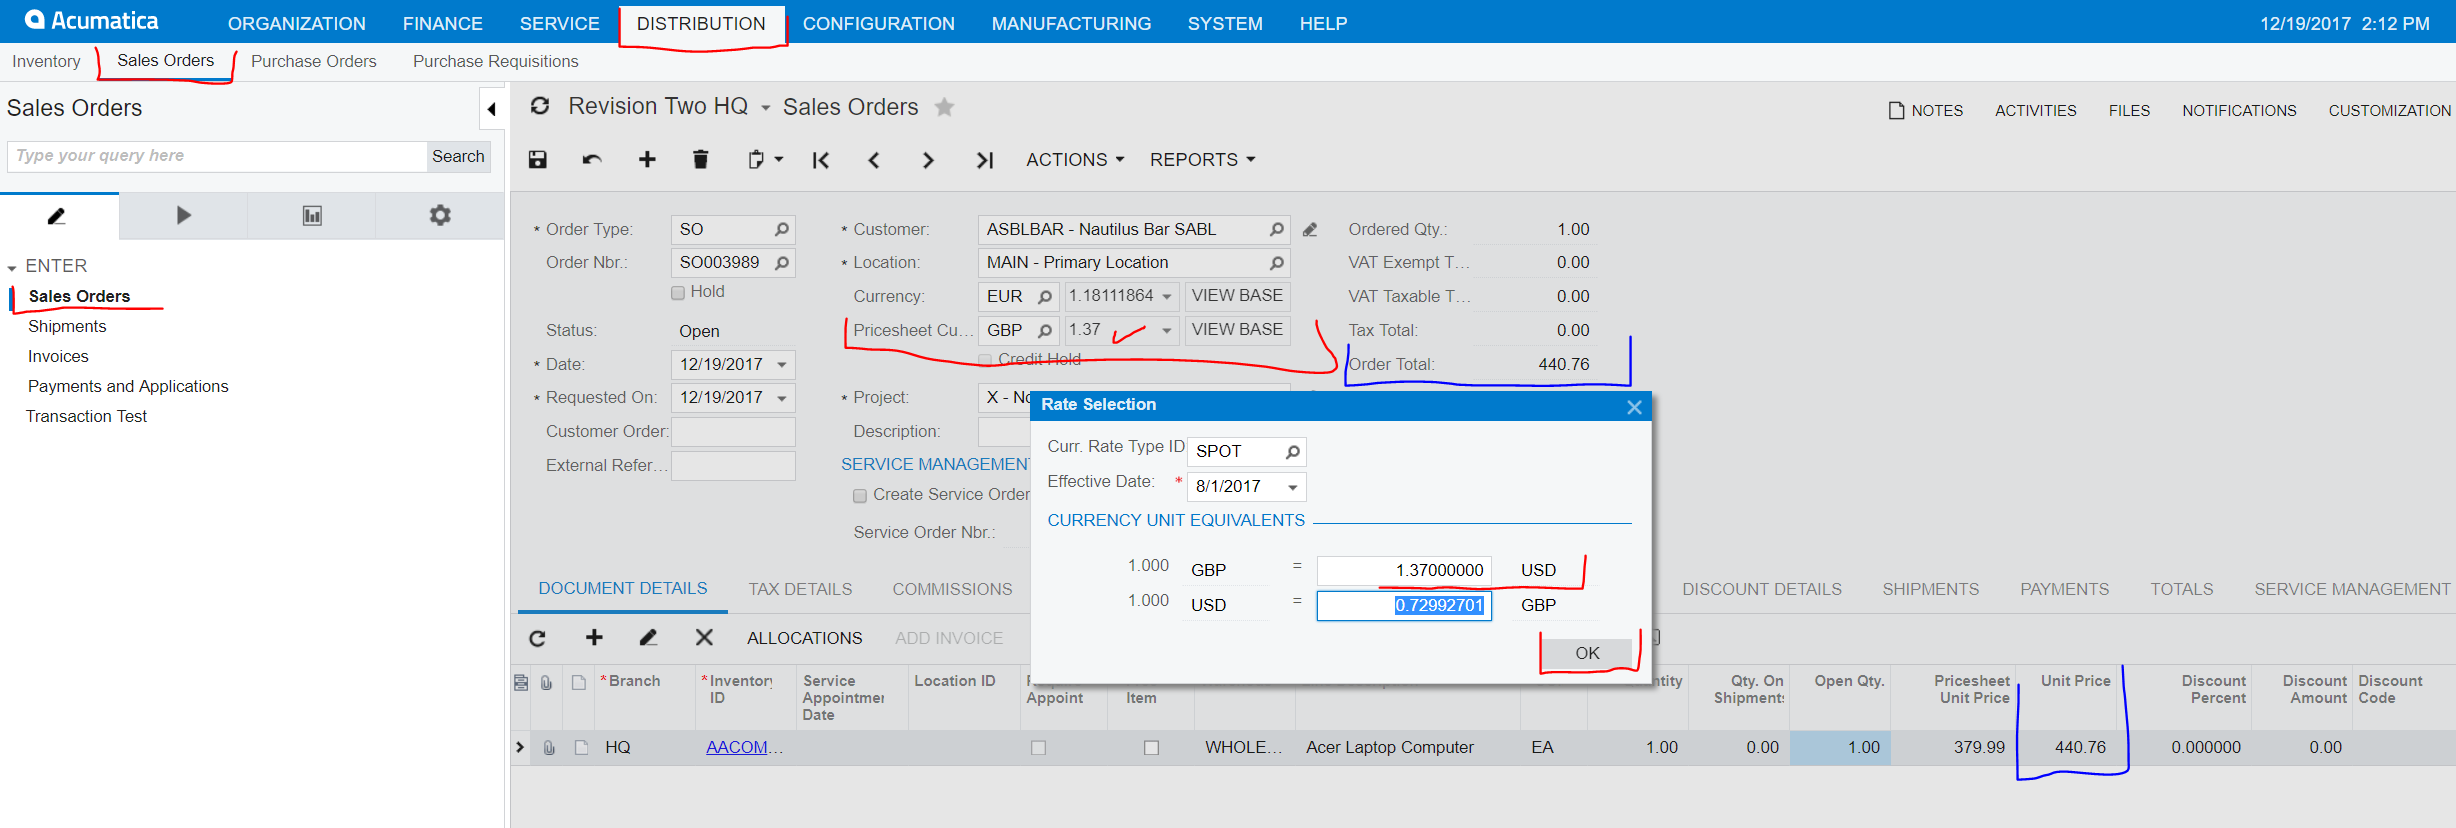 Acumatica ORGANIZATION FINANCE SERVICE DISTRIBUTION CONFIGURATION MANUFACTURING SYSTEM HELP 12/19/2017 2:12 PM
Inventory Sales Orders Purchase Orders Purchase Requisitions
Sales Orders
Type your query here Search
ENTER
Sales Orders
Shipments
Invoices
Payments and Applications
Transaction Test
Revision Two HQ Sales Orders NOTES ACTIVITIES FILES NOTIFICATIONS CUSTOMIZATION
ACTIONS REPORTS
* Order Type: SO * Customer: ASBLBAR - Nautilus Bar SABL Ordered Qty.: 1.00
Order Nbr.: SO003989 * Location: MAIN - Primary Location VAT Exempt T... 0.00
Hold Currency: EUR 1.18111864 VIEW BASE VAT Taxable T... 0.00
Status: Open Pricesheet Cu... GBP 1.37 VIEW BASE Tax Total: 0.00
* Date: 12/19/2017 Credit Hold Order Total: 440.76
* Requested On: 12/19/2017 * Project: X - No
Customer Order: Description:
External Refer... SERVICE MANAGEMEN
Create Service Order
Service Order Nbr.:
Rate Selection
Curr. Rate Type ID SPOT
Effective Date: * 8/1/2017
CURRENCY UNIT EQUIVALENTS
1.000 GBP = 1.37000000 USD
1.000 USD = 0.72992701 GBP
OK
DOCUMENT DETAILS TAX DETAILS COMMISSIONS DISCOUNT DETAILS SHIPMENTS PAYMENTS TOTALS SERVICE MANAGEMENT
ALLOCATIONS ADD INVOICE
* Branch * Inventory ID Service Appointmer Date Location ID Appoint Item ntity Qty. On Shipments Open Qty. Pricesheet Unit Price Unit Price Discount Percent Discount Amount Discount Code
HQ AACOM... WHOLE... Acer Laptop Computer EA 1.00 0.00 1.00 379.99 440.76 0.000000 0.00